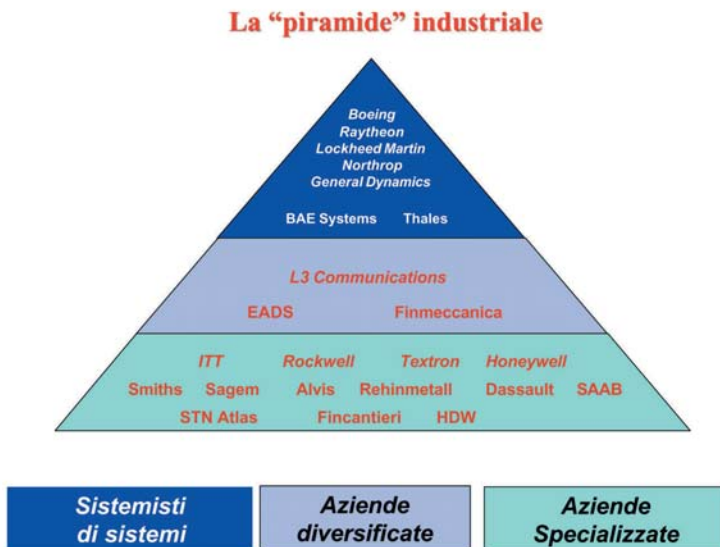 La “piramide” industriale
Boeing
Raytheon
Lockheed Martin
Northrop
General Dynamics
BAE Systems Thales
L3 Communications
EADS Finmeccanica
ITT Rockwell Textron Honeywell
Smiths Sagem Alvis Rehinmetall Dassault SAAB
STN Atlas Fincantieri HDW
Sistemisti
di sistemi
Aziende
diversificate
Aziende
Specializzate